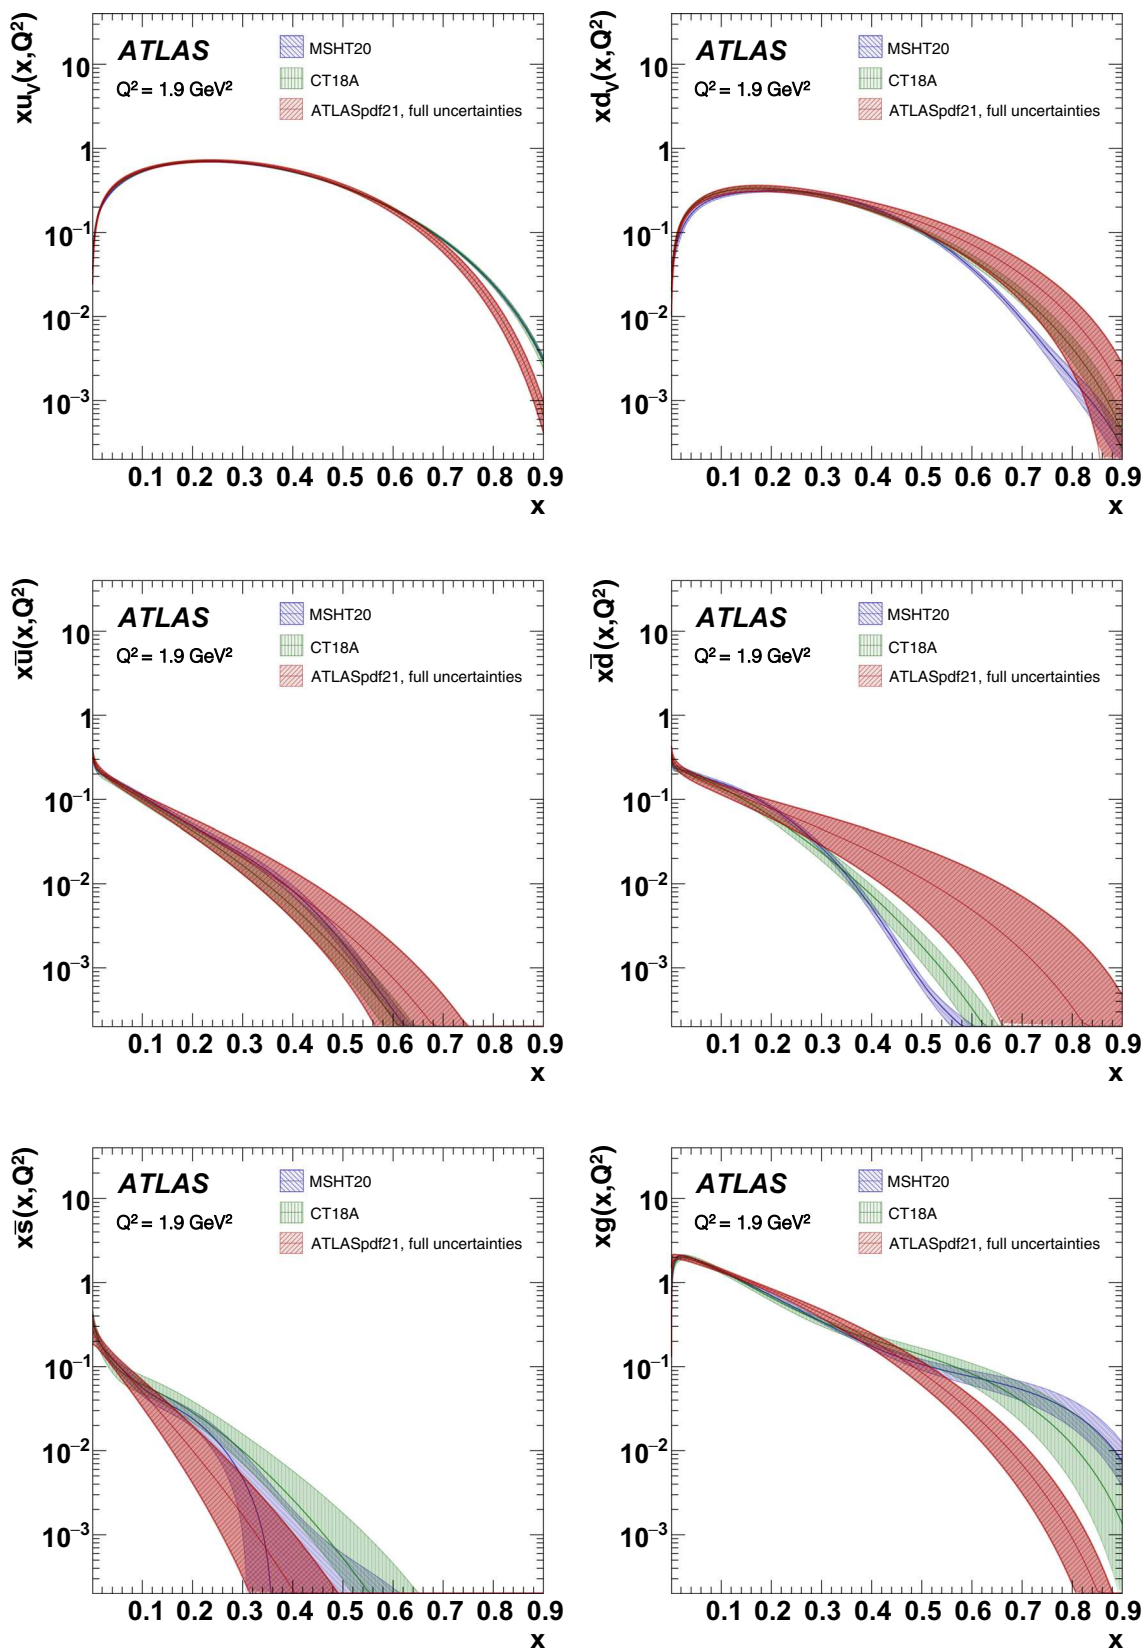 xu_V(x,Q²)
10
1
10⁻¹
10⁻²
10⁻³
ATLAS
Q² = 1.9 GeV²
MSHT20
CT18A
ATLASpdf21, full uncertainties
0.1 0.2 0.3 0.4 0.5 0.6 0.7 0.8 0.9
x
xd_V(x,Q²)
10
1
10⁻¹
10⁻²
10⁻³
ATLAS
Q² = 1.9 GeV²
MSHT20
CT18A
ATLASpdf21, full uncertainties
0.1 0.2 0.3 0.4 0.5 0.6 0.7 0.8 0.9
x
xu̅(x,Q²)
10
1
10⁻¹
10⁻²
10⁻³
ATLAS
Q² = 1.9 GeV²
MSHT20
CT18A
ATLASpdf21, full uncertainties
0.1 0.2 0.3 0.4 0.5 0.6 0.7 0.8 0.9
x
xd̅(x,Q²)
10
1
10⁻¹
10⁻²
10⁻³
ATLAS
Q² = 1.9 GeV²
MSHT20
CT18A
ATLASpdf21, full uncertainties
0.1 0.2 0.3 0.4 0.5 0.6 0.7 0.8 0.9
x
xs̅(x,Q²)
10
1
10⁻¹
10⁻²
10⁻³
ATLAS
Q² = 1.9 GeV²
MSHT20
CT18A
ATLASpdf21, full uncertainties
0.1 0.2 0.3 0.4 0.5 0.6 0.7 0.8 0.9
x
xg(x,Q²)
10
1
10⁻¹
10⁻²
10⁻³
ATLAS
Q² = 1.9 GeV²
MSHT20
CT18A
ATLASpdf21, full uncertainties
0.1 0.2 0.3 0.4 0.5 0.6 0.7 0.8 0.9
x